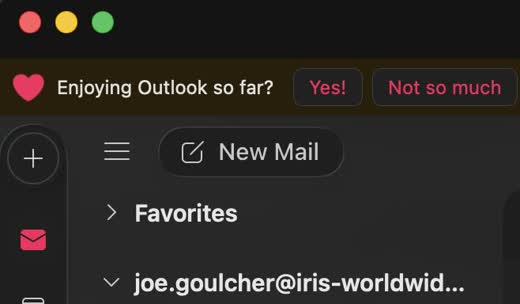 Enjoying Outlook so far? Yes! Not so much
New Mail
Favorites
joe.goulcher@iris-worldwid...